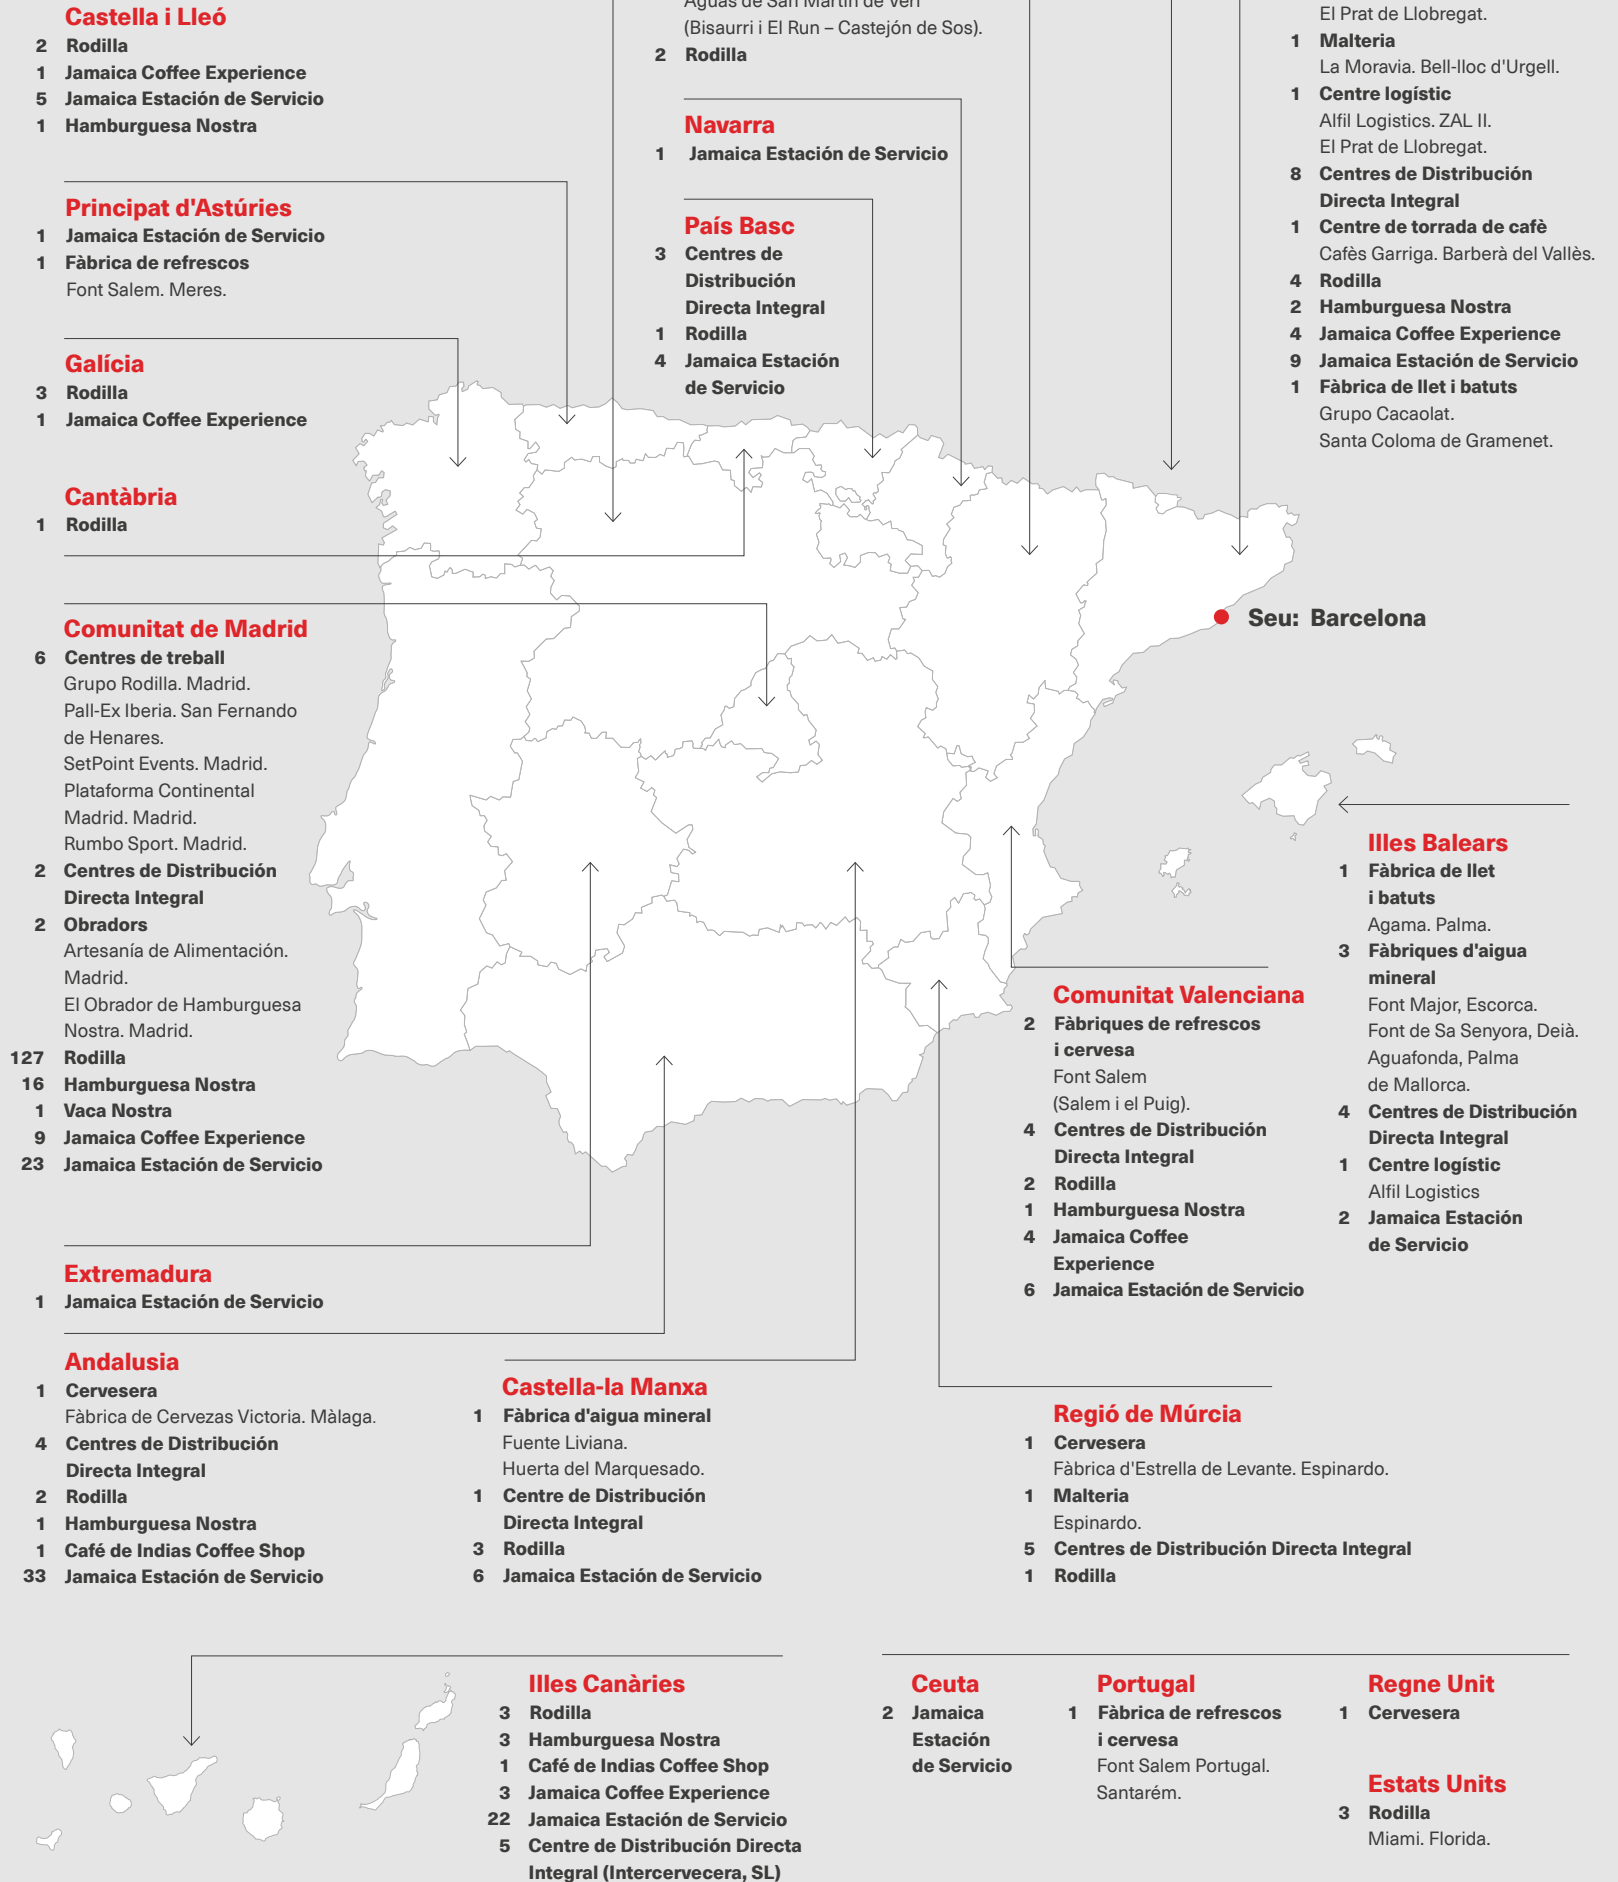 Castella i Lleó
2 Rodilla
1 Jamaica Coffee Experience
5 Jamaica Estación de Servicio
1 Hamburguesa Nostra
Principat d'Astúries
1 Jamaica Estación de Servicio
1 Fàbrica de refrescos
Font Salem. Meres.
Galícia
3 Rodilla
1 Jamaica Coffee Experience
Cantàbria
1 Rodilla
Comunitat de Madrid
6 Centres de treball
Grupo Rodilla. Madrid.
Pall-Ex Iberia. San Fernando
de Henares.
SetPoint Events. Madrid.
Plataforma Continental
Madrid. Madrid.
Rumbo Sport. Madrid.
2 Centres de Distribución
Directa Integral
2 Obradors
Artesanía de Alimentación.
Madrid.
El Obrador de Hamburguesa
Nostra. Madrid.
127 Rodilla
16 Hamburguesa Nostra
1 Vaca Nostra
9 Jamaica Coffee Experience
23 Jamaica Estación de Servicio
Extremadura
1 Jamaica Estación de Servicio
Andalusia
1 Cervesera
Fàbrica de Cervezas Victoria. Màlaga.
4 Centres de Distribución
Directa Integral
2 Rodilla
1 Hamburguesa Nostra
1 Café de Indias Coffee Shop
33 Jamaica Estación de Servicio
Aguas de San Martín de Veri
(Bisaurri i El Run – Castejón de Sos).
2 Rodilla
Navarra
1 Jamaica Estación de Servicio
País Basc
3 Centres de
Distribución
Directa Integral
1 Rodilla
4 Jamaica Estación
de Servicio
El Prat de Llobregat.
1 Malteria
La Moravia. Bell-lloc d'Urgell.
1 Centre logístic
Alfil Logistics. ZAL II.
El Prat de Llobregat.
8 Centres de Distribución
Directa Integral
1 Centre de torrada de cafè
Cafès Garriga. Barberà del Vallès.
4 Rodilla
2 Hamburguesa Nostra
4 Jamaica Coffee Experience
9 Jamaica Estación de Servicio
1 Fàbrica de llet i batuts
Grupo Cacaolat.
Santa Coloma de Gramenet.
Seu: Barcelona
Illes Balears
1 Fàbrica de llet
i batuts
Agama. Palma.
3 Fàbriques d'aigua
mineral
Font Major, Escorca.
Font de Sa Senyora, Deià.
Aguafonda, Palma
de Mallorca.
4 Centres de Distribución
Directa Integral
1 Centre logístic
Alfil Logistics
2 Jamaica Estación
de Servicio
Comunitat Valenciana
2 Fàbriques de refrescos
i cervesa
Font Salem
(Salem i el Puig).
4 Centres de Distribución
Directa Integral
2 Rodilla
1 Hamburguesa Nostra
4 Jamaica Coffee
Experience
6 Jamaica Estación de Servicio
Castella-la Manxa
1 Fàbrica d'aigua mineral
Fuente Liviana.
Huerta del Marquesado.
1 Centre de Distribución
Directa Integral
3 Rodilla
6 Jamaica Estación de Servicio
Regió de Múrcia
1 Cervesera
Fàbrica d'Estrella de Levante. Espinardo.
1 Malteria
Espinardo.
5 Centres de Distribución Directa Integral
1 Rodilla
Illes Canàries
3 Rodilla
3 Hamburguesa Nostra
1 Café de Indias Coffee Shop
3 Jamaica Coffee Experience
22 Jamaica Estación de Servicio
5 Centre de Distribución Directa
Integral (Intercervecera, SL)
Ceuta
2 Jamaica
Estación
de Servicio
Portugal
1 Fàbrica de refrescos
i cervesa
Font Salem Portugal.
Santarém.
Regne Unit
1 Cervesera
Estats Units
3 Rodilla
Miami. Florida.